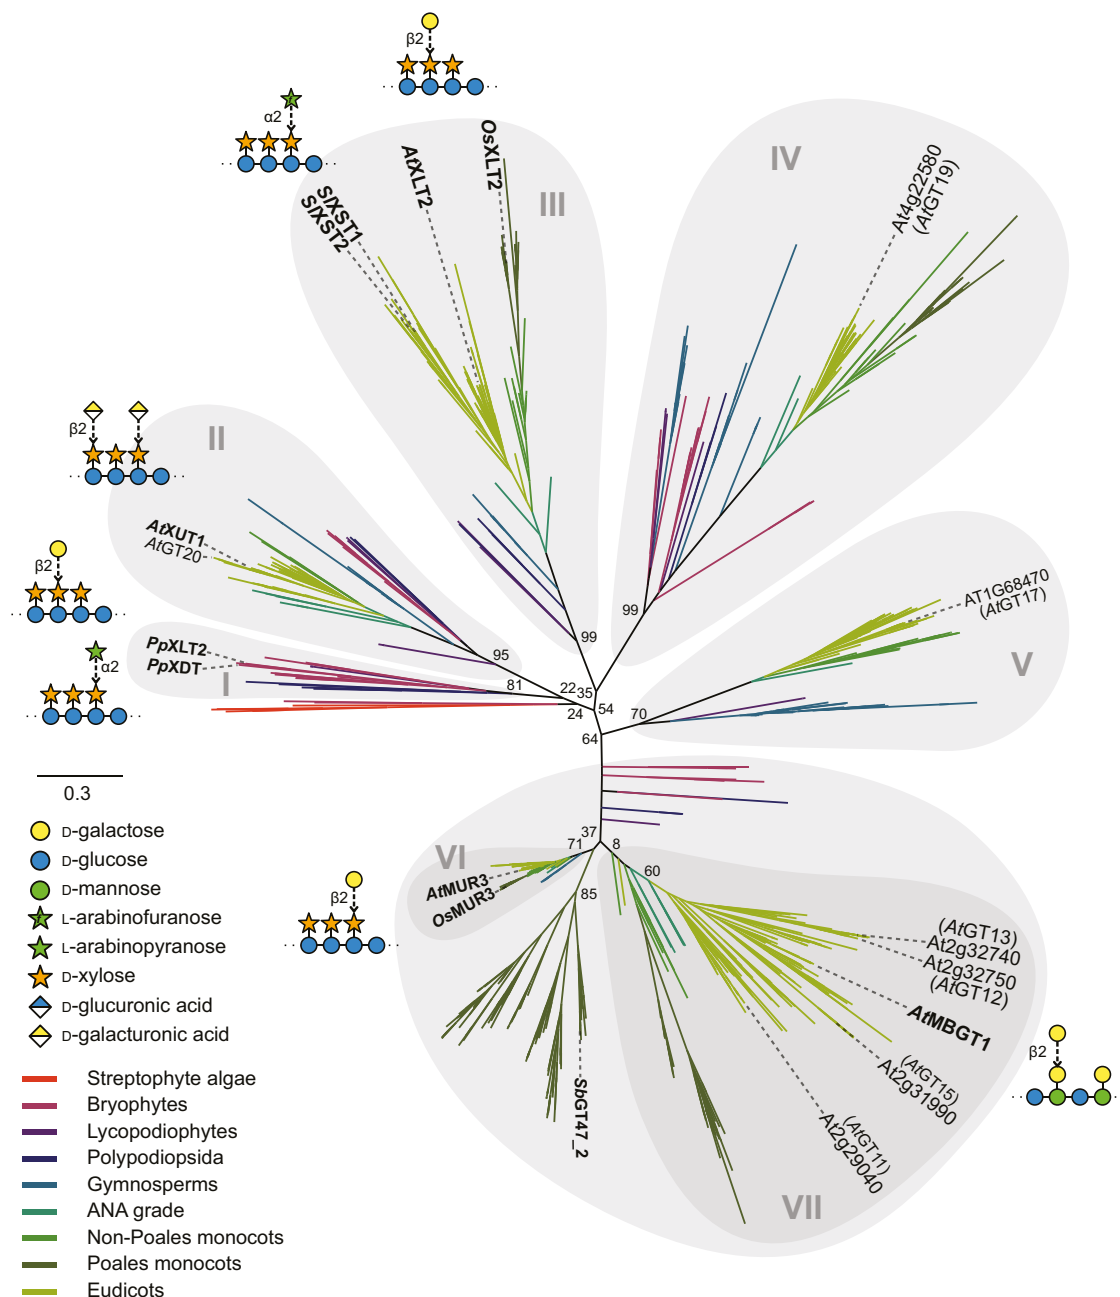 β2
α2
OsXLT2
AtXLT2
SlXST1
SlXST2
III
IV
At4g22580
(AtGT19)
β2
II
AtXUT1
AtGT20
β2
PpXLT2
PpXDT
I
α2
99
99
95
81
22
35
24
54
64
70
AT1G68470
(AtGT17)
V
0.3
D-galactose
D-glucose
D-mannose
f
L-arabinofuranose
L-arabinopyranose
D-xylose
D-glucuronic acid
D-galacturonic acid
37
71
8
60
85
VI
AtMUR3
OsMUR3
β2
SbGT47_2
(AtGT13)
At2g32740
At2g32750
(AtGT12)
AtMBGT1
(AtGT15)
At2g31990
(AtGT11)
At2g29040
VII
β2
Streptophyte algae
Bryophytes
Lycopodiophytes
Polypodiopsida
Gymnosperms
ANA grade
Non-Poales monocots
Poales monocots
Eudicots